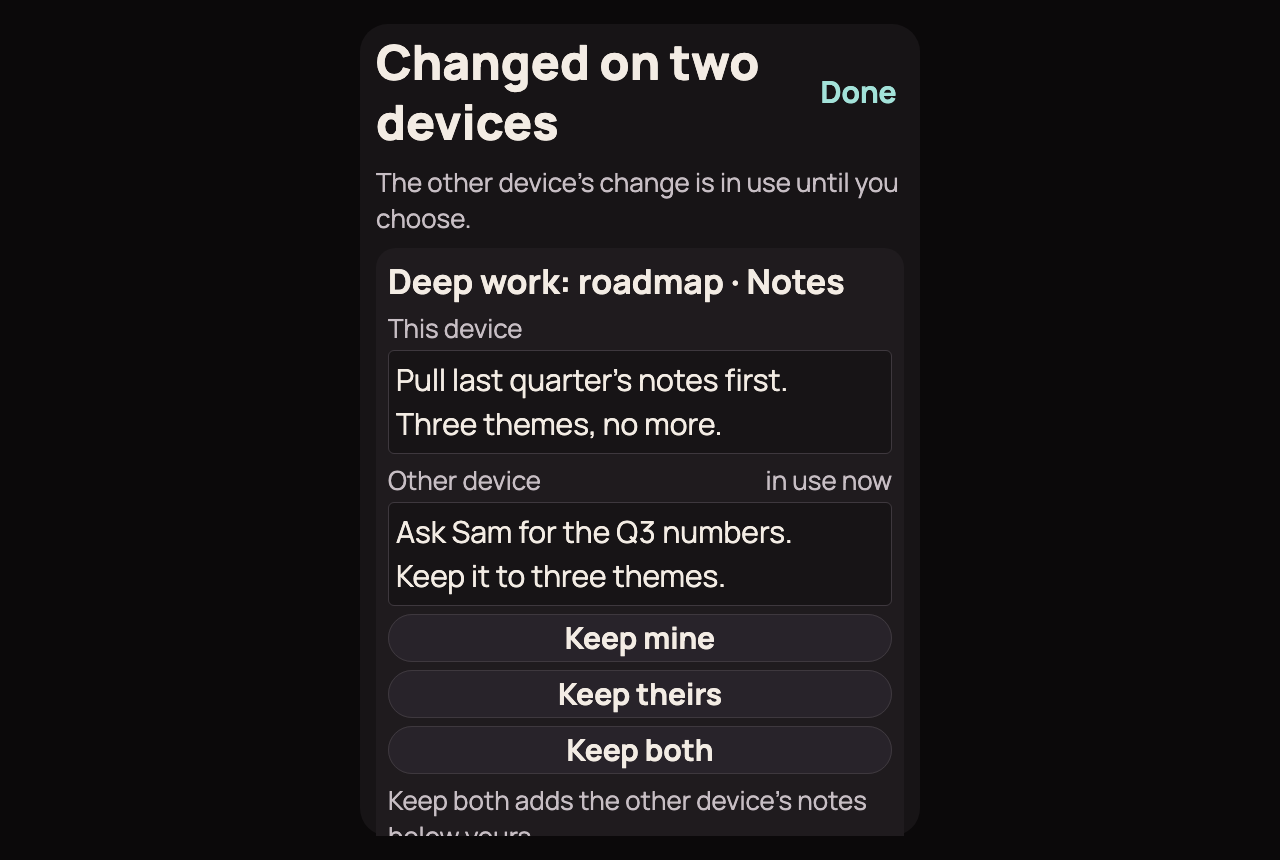 Changed on two
devices
Done
The other device’s change is in use until you
choose.
Deep work: roadmap · Notes
This device
Pull last quarter’s notes first.
Three themes, no more.
Other device
in use now
Ask Sam for the Q3 numbers.
Keep it to three themes.
Keep mine
Keep theirs
Keep both
Keep both adds the other device’s notes
below yours